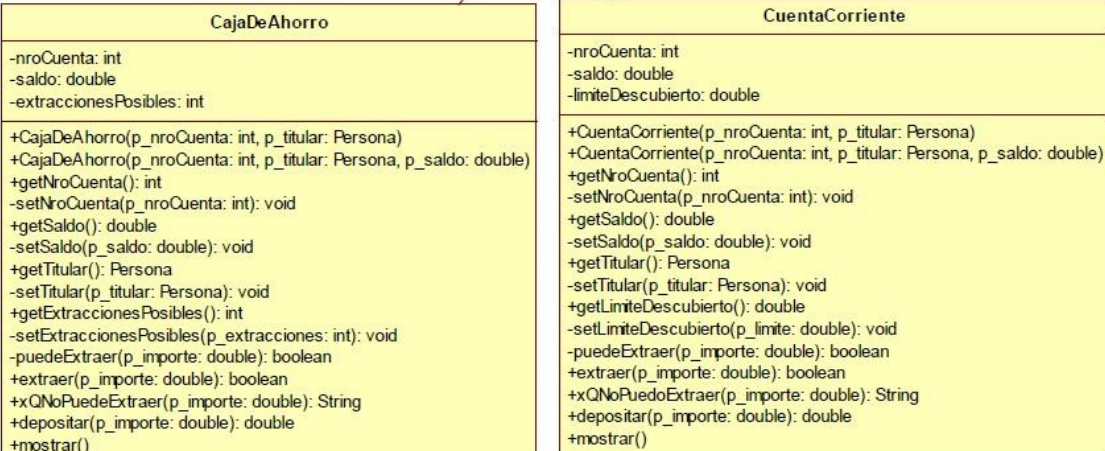 CajaDeAhorro
-nroCuenta: int
-saldo: double
-extraccionesPosibles: int
+CajaDeAhorro(p_nroCuenta: int, p_titular: Persona)
+CajaDeAhorro(p_nroCuenta: int, p_titular: Persona, p_saldo: double)
+getNroCuenta(): int
-setNroCuenta(p_nroCuenta: int): void
+getSaldo(): double
-setSaldo(p_saldo: double): void
+getTitular(): Persona
-setTitular(p_titular: Persona): void
+getExtraccionesPosibles(): int
-setExtraccionesPosibles(p_extracciones: int): void
-puedeExtraer(p_importe: double): boolean
+extraer(p_importe: double): boolean
+xQNoPuedeExtraer(p_importe: double): String
+depositar(p_importe: double): double
+mostrar()
CuentaCorriente
-nroCuenta: int
-saldo: double
-limiteDescubierto: double
+CuentaCorriente(p_nroCuenta: int, p_titular: Persona)
+CuentaCorriente(p_nroCuenta: int, p_titular: Persona, p_saldo: double)
+getNroCuenta(): int
-setNroCuenta(p_nroCuenta: int): void
+getSaldo(): double
-setSaldo(p_saldo: double): void
+getTitular(): Persona
-setTitular(p_titular: Persona): void
+getLimiteDescubierto(): double
-setLimiteDescubierto(p_limite: double): void
-puedeExtraer(p_importe: double): boolean
+extraer(p_importe: double): boolean
+xQNoPuedoExtraer(p_importe: double): String
+depositar(p_importe: double): double
+mostrar()